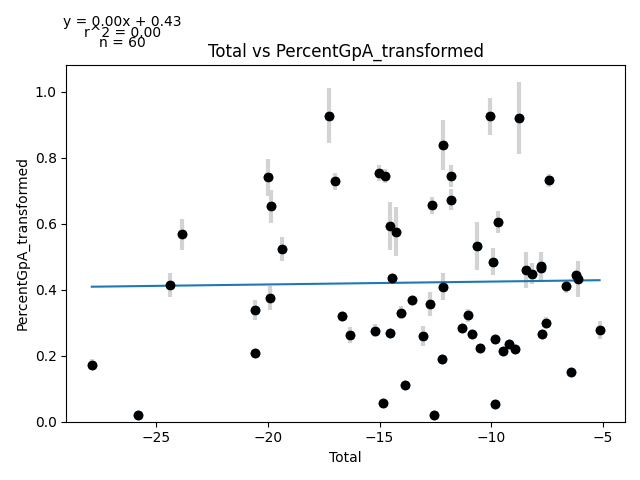 y = 0.00x + 0.43
r^2 = 0.00
n = 60
Total vs PercentGpA_transformed
PercentGpA_transformed
1.0
0.8
0.6
0.4
0.2
0.0
−25
−20
−15
−10
−5
Total